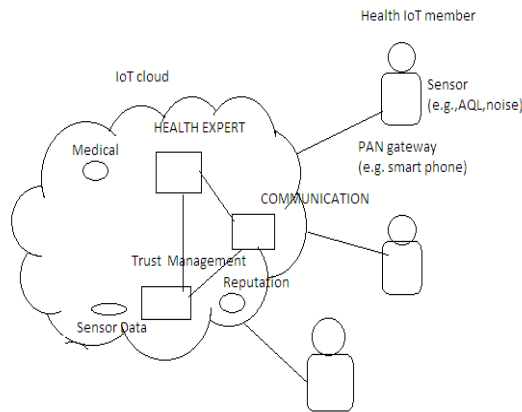 Health IoT member
IoT cloud
Sensor
(e.g.,AQL,noise)
HEALTH EXPERT
Medical
PAN gateway
(e.g. smart phone)
COMMUNICATION
Trust Management
Reputation
Sensor Data